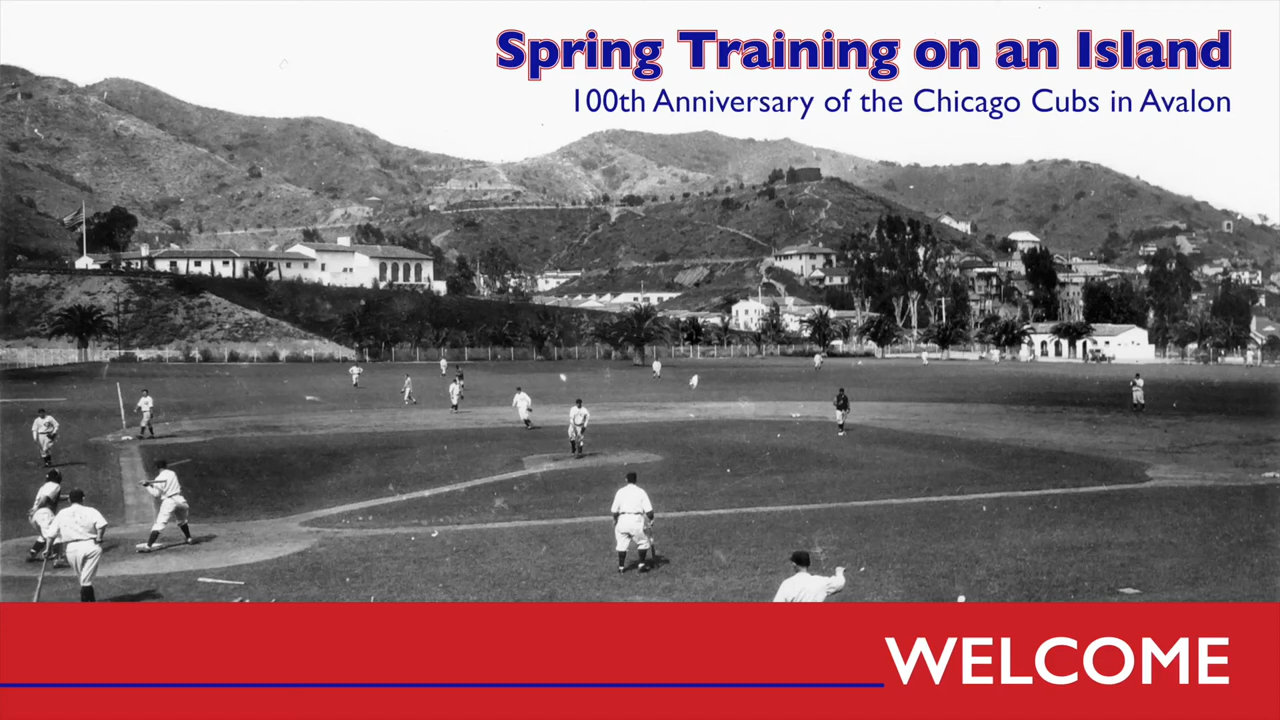 Spring Training on an Island
100th Anniversary of the Chicago Cubs in Avalon
WELCOME